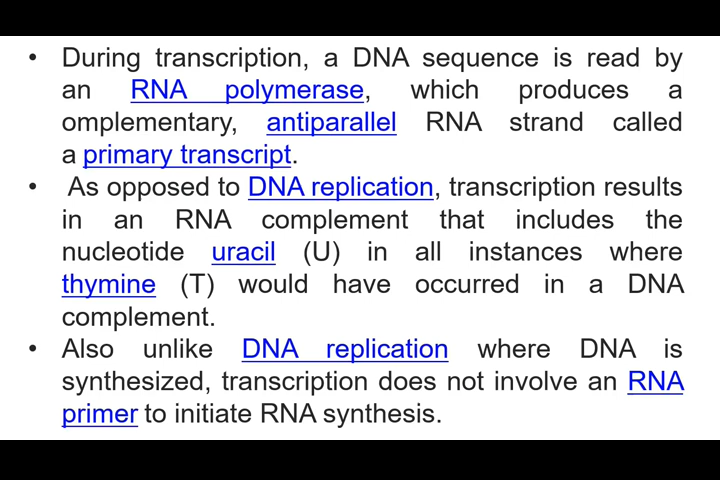 • During transcription, a DNA sequence is read by
an RNA polymerase, which produces a
omplementary, antiparallel RNA strand called
a primary transcript.
• As opposed to DNA replication, transcription results
in an RNA complement that includes the
nucleotide uracil (U) in all instances where
thymine (T) would have occurred in a DNA
complement.
• Also unlike DNA replication where DNA is
synthesized, transcription does not involve an RNA
primer to initiate RNA synthesis.